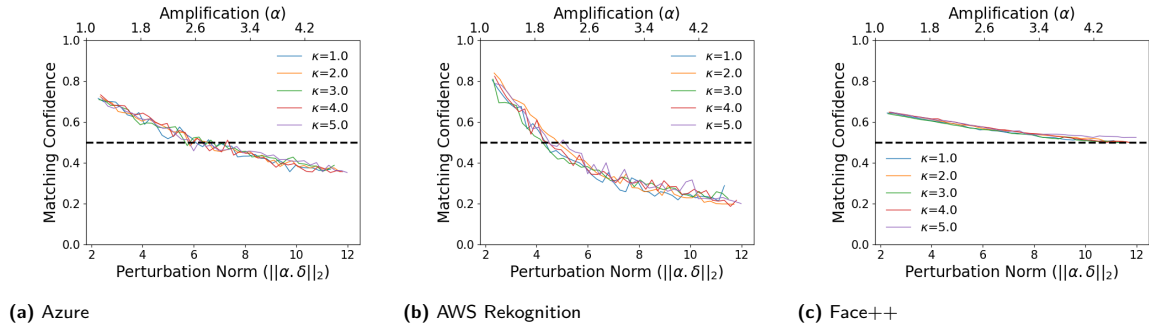 Amplification (α)
1.0 1.8 2.6 3.4 4.2
1.0
0.8
0.6
0.4
0.2
0.0
Matching Confidence
κ=1.0
κ=2.0
κ=3.0
κ=4.0
κ=5.0
2 4 6 8 10 12
Perturbation Norm (||α.δ||₂)
(a) Azure
Amplification (α)
1.0 1.8 2.6 3.4 4.2
1.0
0.8
0.6
0.4
0.2
0.0
Matching Confidence
κ=1.0
κ=2.0
κ=3.0
κ=4.0
κ=5.0
2 4 6 8 10 12
Perturbation Norm (||α.δ||₂)
(b) AWS Rekognition
Amplification (α)
1.0 1.8 2.6 3.4 4.2
1.0
0.8
0.6
0.4
0.2
0.0
Matching Confidence
κ=1.0
κ=2.0
κ=3.0
κ=4.0
κ=5.0
2 4 6 8 10 12
Perturbation Norm (||α.δ||₂)
(c) Face++